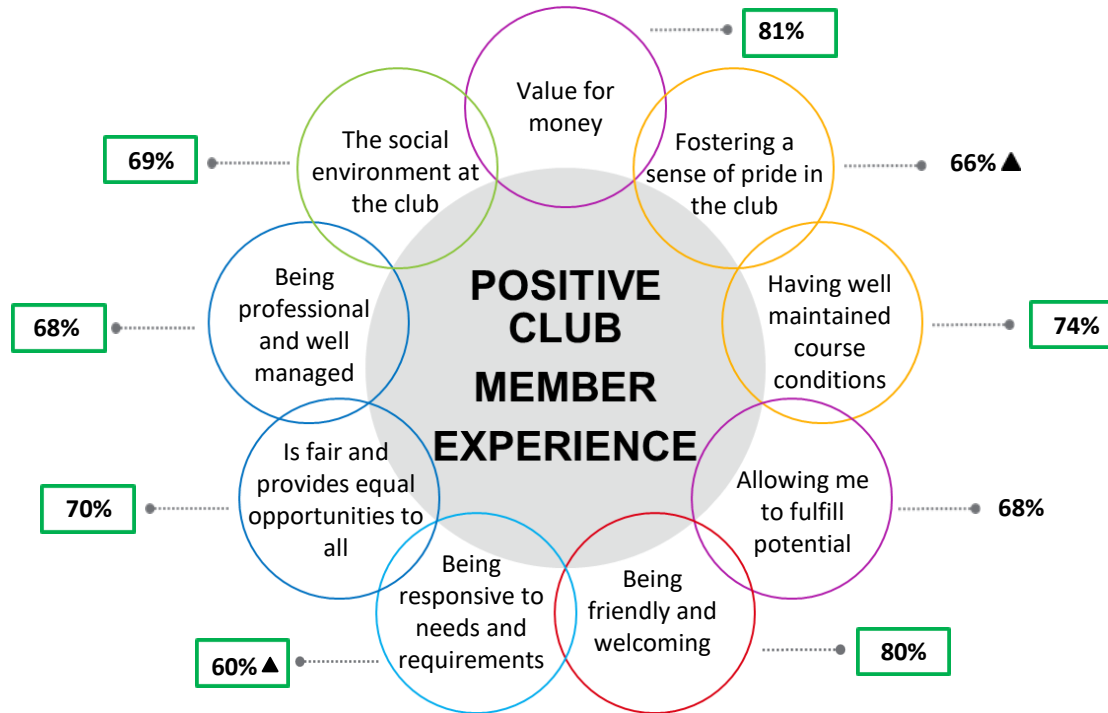 81%
Value for
money
The social
environment at
the club
69%
Fostering a
sense of pride in
the club
66% ▲
Being
professional
and well
managed
68%
POSITIVE
CLUB
MEMBER
EXPERIENCE
Having well
maintained
course
conditions
74%
Is fair and
provides equal
opportunities to
all
70%
Allowing me
to fulfill
potential
68%
Being
responsive to
needs and
requirements
60% ▲
Being
friendly and
welcoming
80%